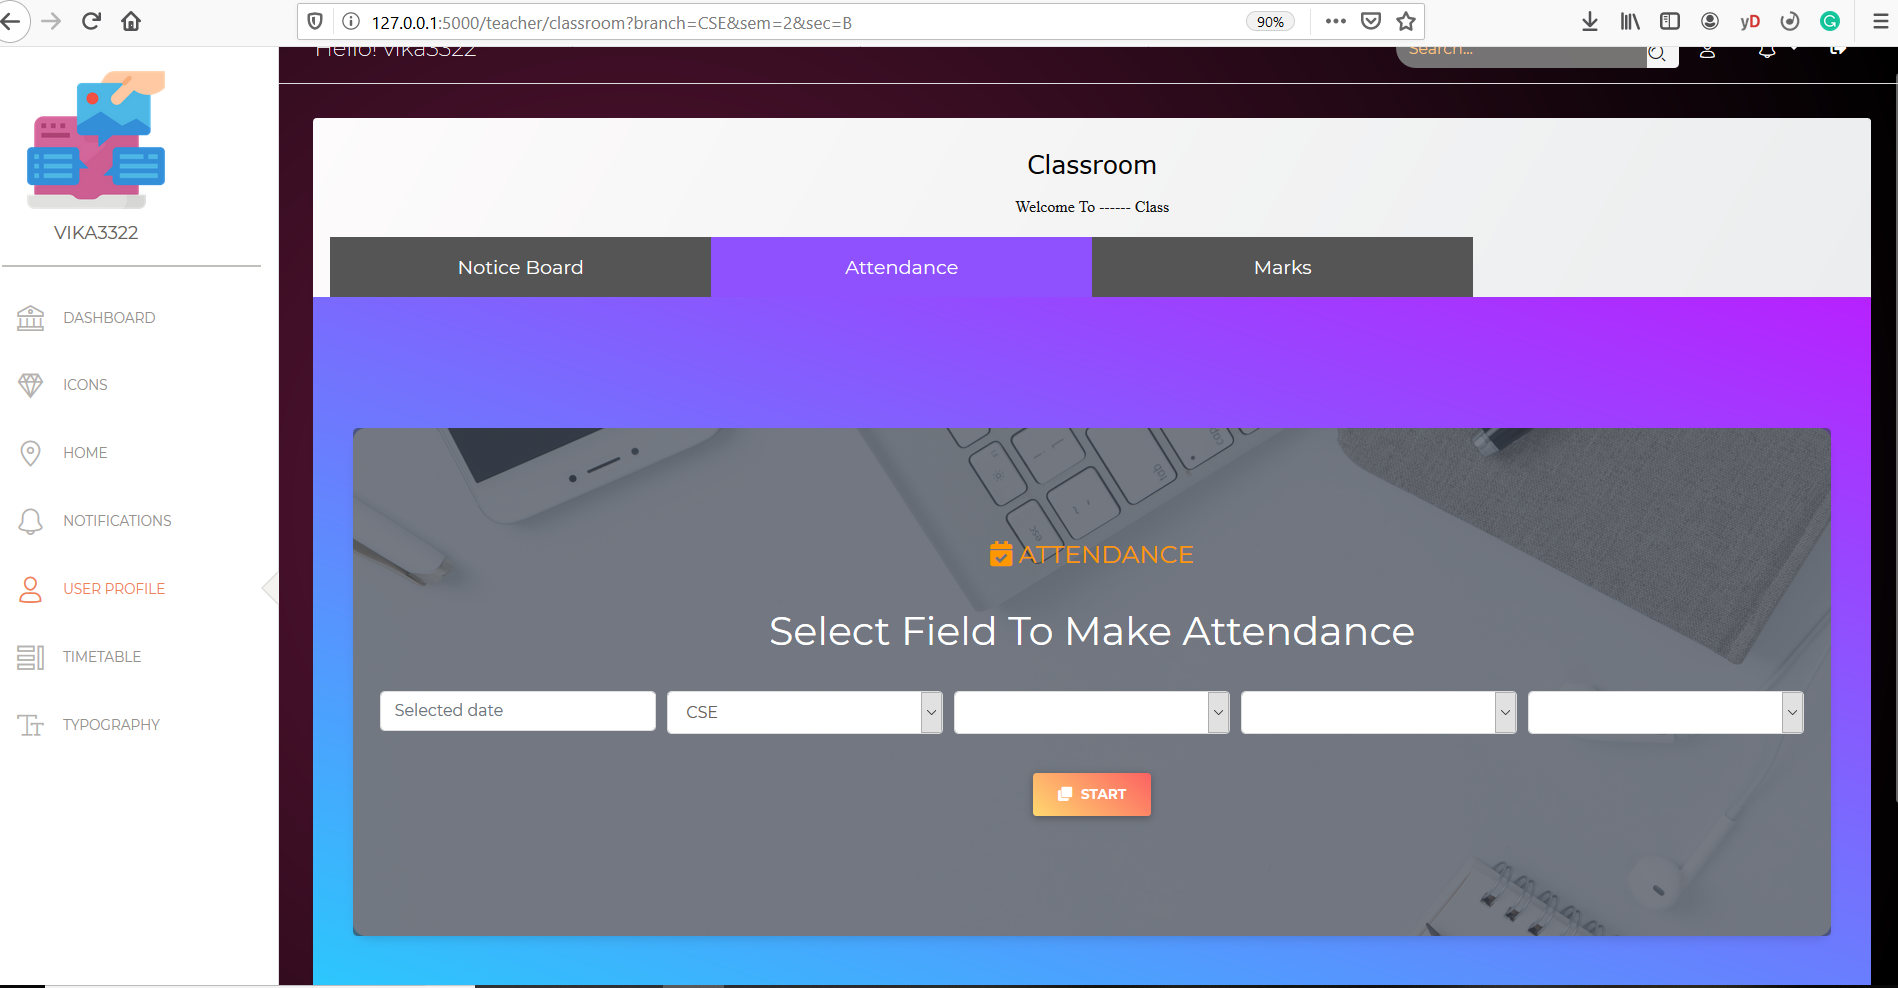 127.0.0.1:5000/teacher/classroom?branch=CSE&sem=2&sec=B
90%
yD
Hello! vika3322
Search...
VIKA3322
DASHBOARD
ICONS
HOME
NOTIFICATIONS
USER PROFILE
TIMETABLE
TYPOGRAPHY
Classroom
Welcome To ------ Class
Notice Board
Attendance
Marks
ATTENDANCE
Select Field To Make Attendance
Selected date
CSE
START